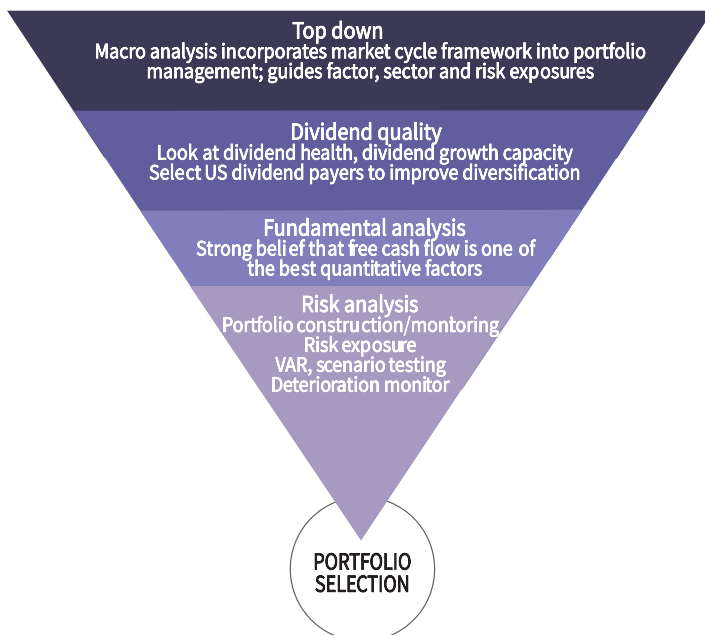 Top down
Macro analysis incorporates market cycle framework into portfolio
management; guides factor, sector and risk exposures
Dividend quality
Look at dividend health, dividend growth capacity
Select US dividend payers to improve diversification
Fundamental analysis
Strong belief that free cash flow is one of
the best quantitative factors
Risk analysis
Portfolio construction/montoring
Risk exposure
VAR, scenario testing
Deterioration monitor
PORTFOLIO
SELECTION